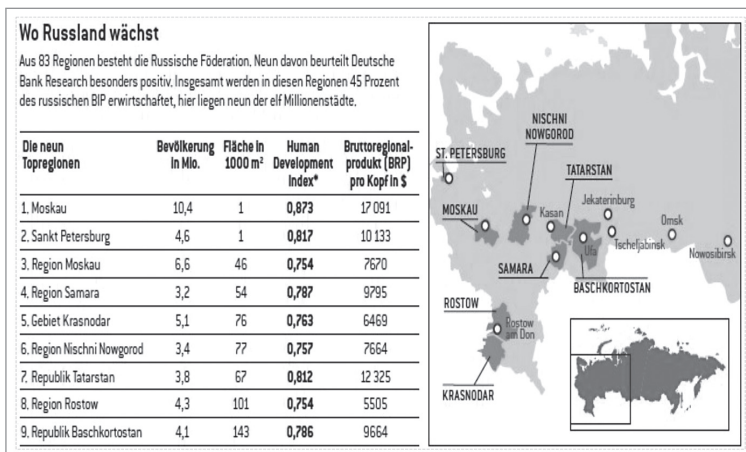 Wo Russland wächst
Aus 83 Regionen besteht die Russische Föderation. Neun davon beurteilt Deutsche
Bank Research besonders positiv. Insgesamt werden in diesen Regionen 45 Prozent
des russischen BIP erwirtschaftet, hier liegen neun der elf Millionenstädte.
Die neun Topregionen Bevölkerung in Mio. Fläche in 1000 m² Human Development Index* Bruttoregional-produkt (BRP) pro Kopf in $
1. Moskau 10,4 1 0,873 17 091
2. Sankt Petersburg 4,6 1 0,817 10 133
3. Region Moskau 6,6 46 0,754 7670
4. Region Samara 3,2 54 0,787 9795
5. Gebiet Krasnodar 5,1 76 0,763 6469
6. Region Nischni Nowgorod 3,4 77 0,757 7664
7. Republik Tatarstan 3,8 67 0,812 12 325
8. Region Rostow 4,3 101 0,754 5505
9. Republik Baschkortostan 4,1 143 0,786 9664
NISCHNI
NOWGOROD
ST. PETERSBURG
TATARSTAN
MOSKAU
Kasan
Jekaterinburg
Omsk
Ufa
Tscheljabinsk
Nowosibirsk
SAMARA
BASCHKORTOSTAN
ROSTOW
Rostow
am Don
KRASNODAR